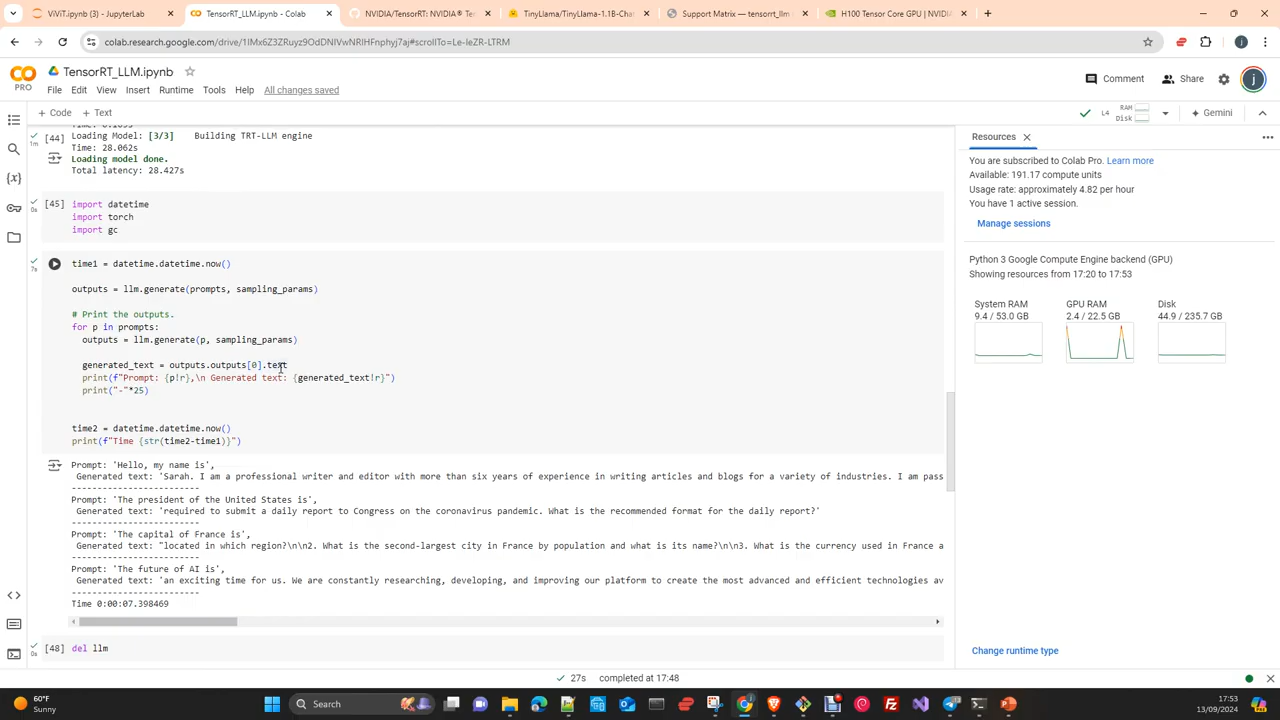 ViViT.ipynb - JupyterLab
TensorRT_LLM.ipynb - Colab
NVIDIA/TensorRT: NVIDIA® Te
TinyLlama/TinyLlama-1.1B-Cha
Support Matrix — tensorrt_llm
H100 Tensor Core GPU | NVIDIA
colab.research.google.com/drive/1IMx6Z3ZRuyz9OdDNIVwNRIHFnphyj7aj#scrollTo=Le-IeZR-LTRM
CO
PRO
TensorRT_LLM.ipynb
File Edit View Insert Runtime Tools Help All changes saved
Comment
Share
j
+ Code + Text
L4
RAM
Disk
Gemini
[44]
1m
Loading Model: [3/3] Building TRT-LLM engine
Time: 28.062s
Loading model done.
Total latency: 28.427s
[45]
0s
import datetime
import torch
import gc
7s
time1 = datetime.datetime.now()
outputs = llm.generate(prompts, sampling_params)
# Print the outputs.
for p in prompts:
outputs = llm.generate(p, sampling_params)
generated_text = outputs.outputs[0].text
print(f"Prompt: {p!r},\n Generated text: {generated_text!r}")
print("-"*25)
time2 = datetime.datetime.now()
print(f"Time {str(time2-time1)}")
Prompt: 'Hello, my name is',
Generated text: 'Sarah. I am a professional writer and editor with more than six years of experience in writing articles and blogs for a variety of industries. I am pass
-------------------------
Prompt: 'The president of the United States is',
Generated text: 'required to submit a daily report to Congress on the coronavirus pandemic. What is the recommended format for the daily report?'
-------------------------
Prompt: 'The capital of France is',
Generated text: "located in which region?\n\n2. What is the second-largest city in France by population and what is its name?\n\n3. What is the currency used in France a
-------------------------
Prompt: 'The future of AI is',
Generated text: 'an exciting time for us. We are constantly researching, developing, and improving our platform to create the most advanced and efficient technologies av
-------------------------
Time 0:00:07.398469
[48]
0s
del llm
Resources
You are subscribed to Colab Pro. Learn more
Available: 191.17 compute units
Usage rate: approximately 4.82 per hour
You have 1 active session.
Manage sessions
Python 3 Google Compute Engine backend (GPU)
Showing resources from 17:20 to 17:53
System RAM
9.4 / 53.0 GB
GPU RAM
2.4 / 22.5 GB
Disk
44.9 / 235.7 GB
Change runtime type
27s completed at 17:48
60°F
Sunny
Search
17:53
13/09/2024